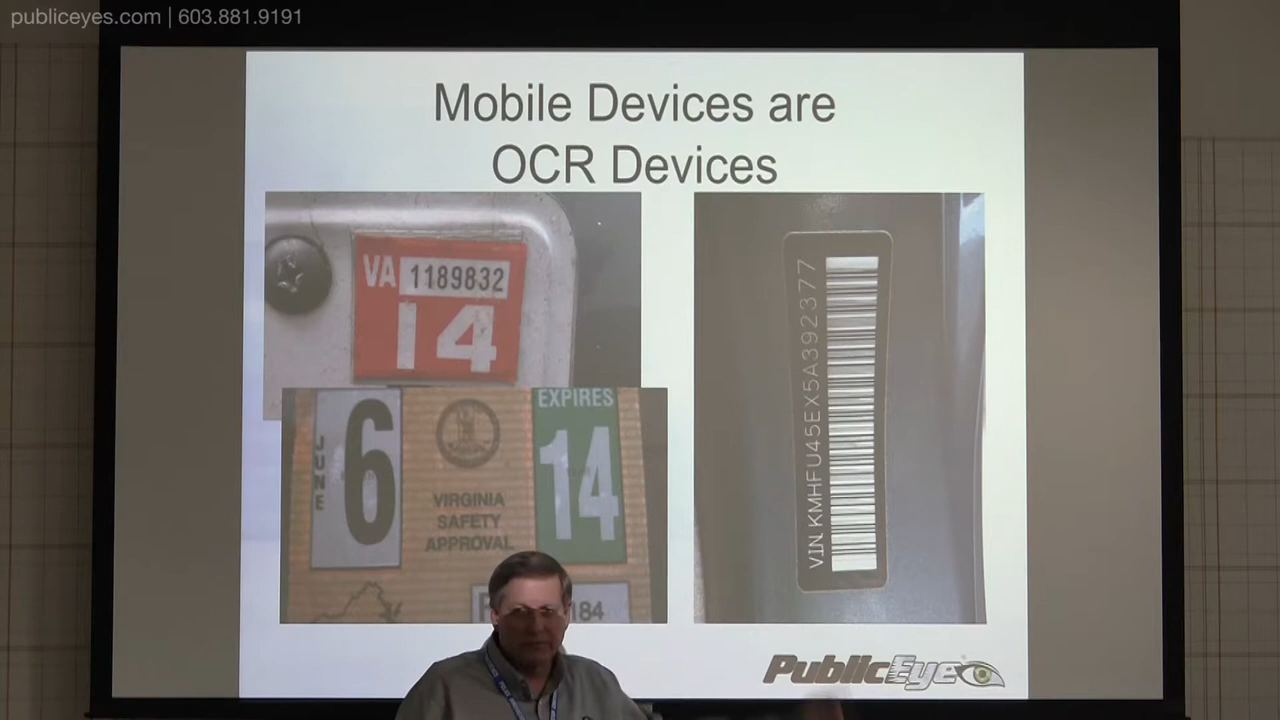 publiceyes.com | 603.881.9191
Mobile Devices are
OCR Devices
VA 1189832
14
JUNE
6
VIRGINIA
SAFETY
APPROVAL
EXPIRES
14
184
VIN KMHFU45EX5A392377
PublicEye